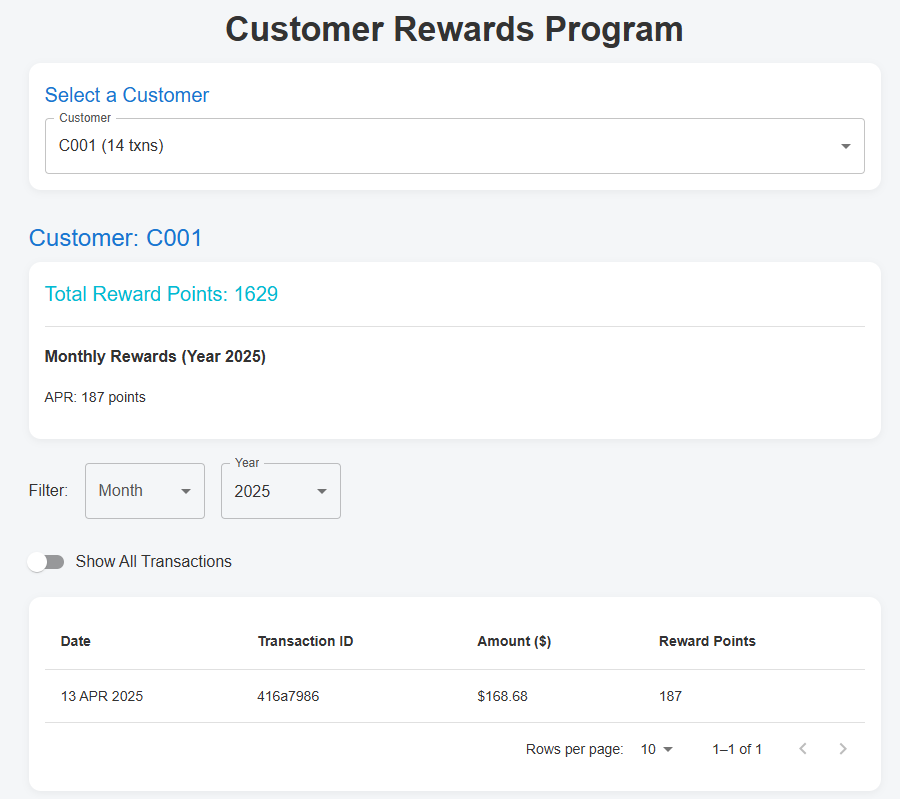 Customer Rewards Program
Select a Customer
Customer
C001 (14 txns)
Customer: C001
Total Reward Points: 1629
Monthly Rewards (Year 2025)
APR: 187 points
Filter: Month Year 2025
Show All Transactions
Date Transaction ID Amount ($) Reward Points
13 APR 2025 416a7986 $168.68 187
Rows per page: 10 1–1 of 1